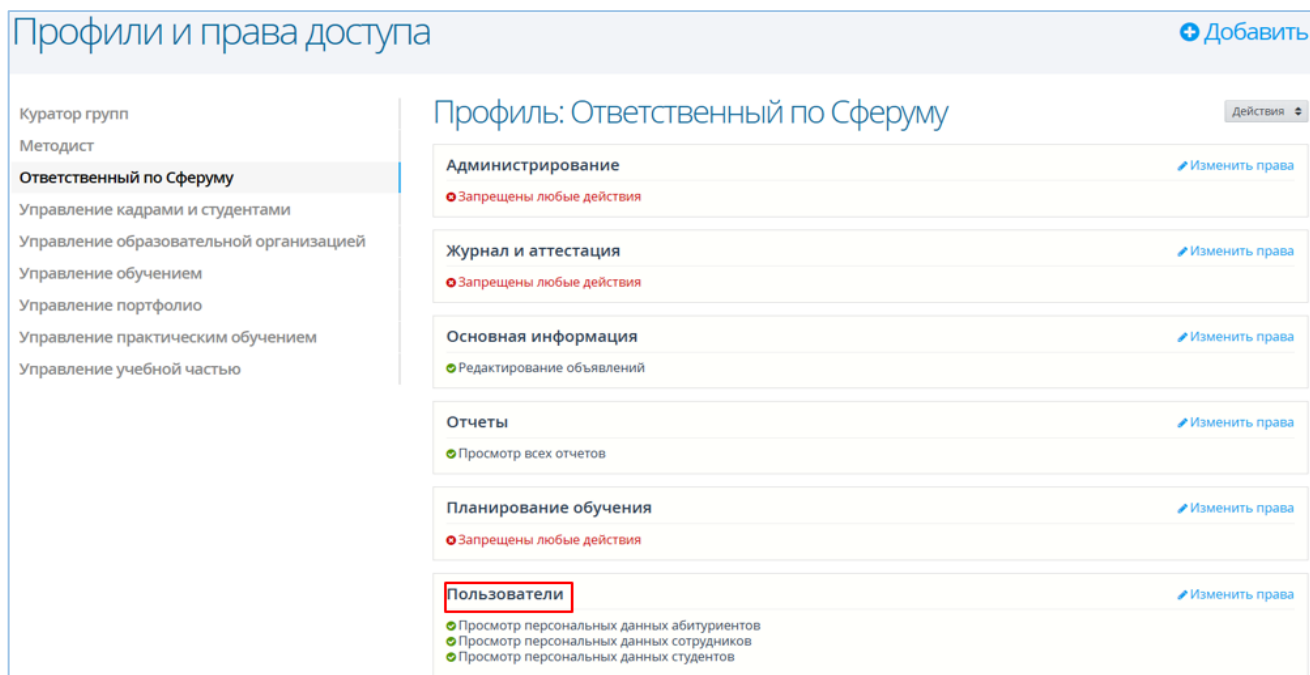 Профили и права доступа
Добавить
Куратор групп
Методист
Ответственный по Сферуму
Управление кадрами и студентами
Управление образовательной организацией
Управление обучением
Управление портфолио
Управление практическим обучением
Управление учебной частью
Профиль: Ответственный по Сферуму
Действия
Администрирование
Изменить права
Запрещены любые действия
Журнал и аттестация
Изменить права
Запрещены любые действия
Основная информация
Изменить права
Редактирование объявлений
Отчеты
Изменить права
Просмотр всех отчетов
Планирование обучения
Изменить права
Запрещены любые действия
Пользователи
Изменить права
Просмотр персональных данных абитуриентов
Просмотр персональных данных сотрудников
Просмотр персональных данных студентов